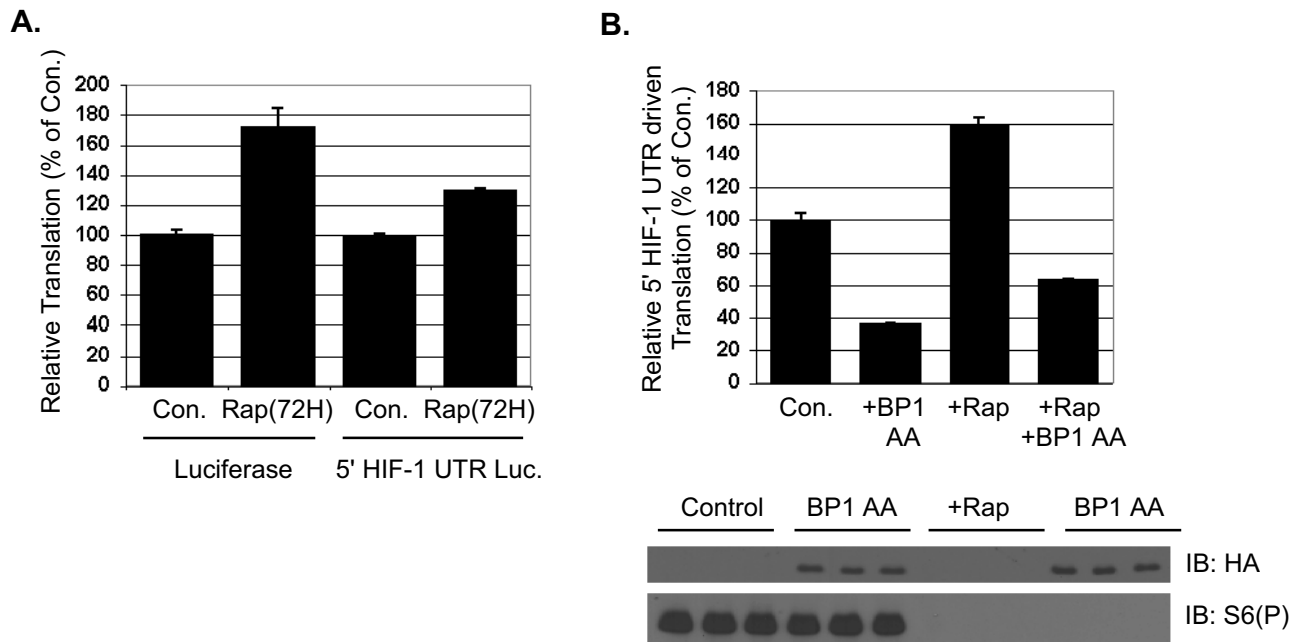 A.
Relative Translation (% of Con.)
200
180
160
140
120
100
80
60
40
20
0
Con. Rap(72H) Con. Rap(72H)
Luciferase 5' HIF-1 UTR Luc.
B.
Relative 5' HIF-1 UTR driven
Translation (% of Con.)
180
160
140
120
100
80
60
40
20
0
Con. +BP1 +Rap +Rap
AA +BP1 AA
Control BP1 AA +Rap BP1 AA
IB: HA
IB: S6(P)